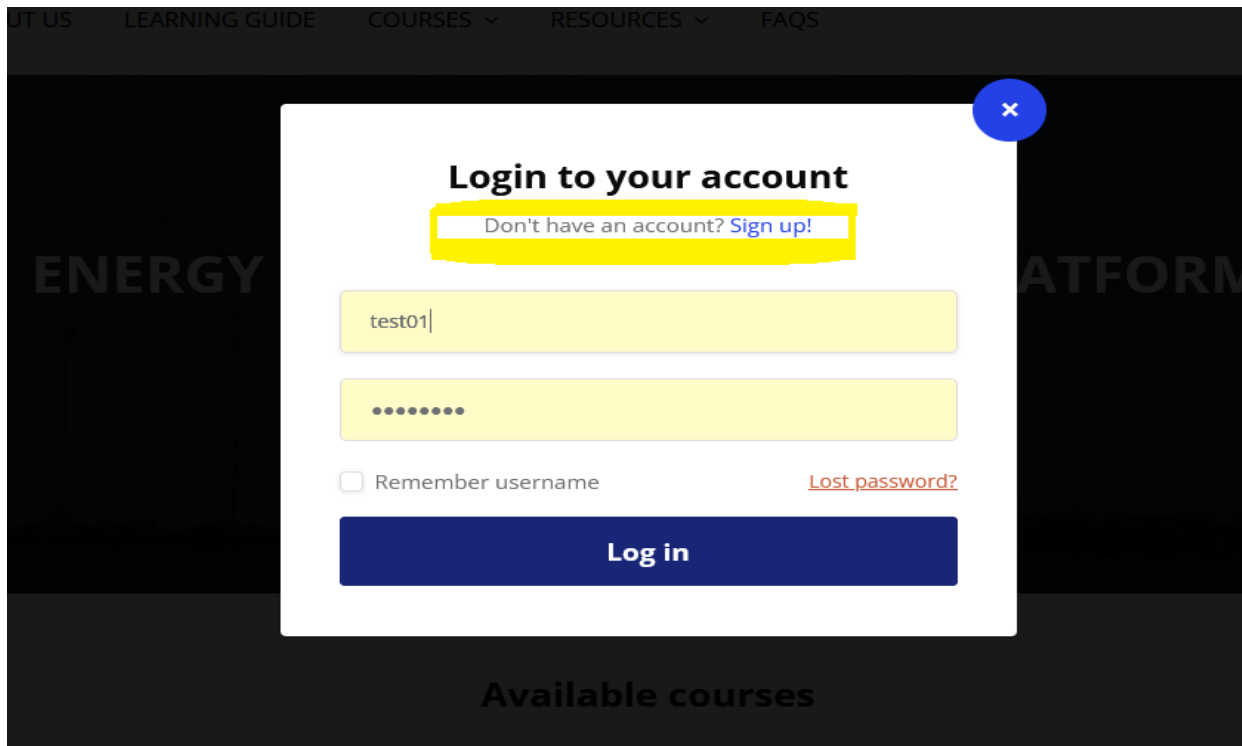 UT US LEARNING GUIDE COURSES RESOURCES FAQS
Login to your account
Don't have an account? Sign up!
ENERGY ATFORM
test01
Remember username Lost password?
Log in
Available courses